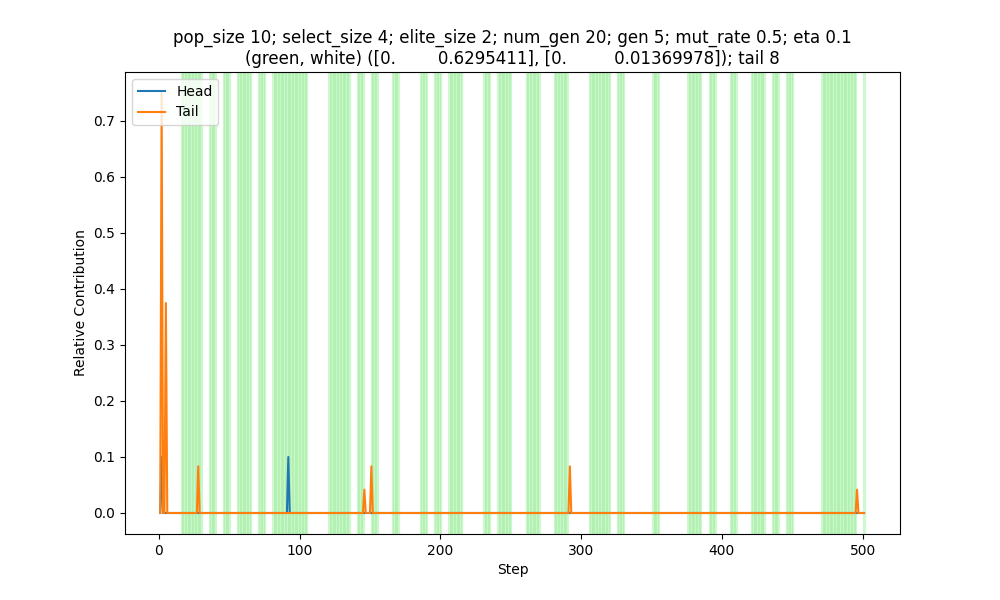 pop_size 10; select_size 4; elite_size 2; num_gen 20; gen 5; mut_rate 0.5; eta 0.1
(green, white) ([0. 0.6295411], [0. 0.01369978]); tail 8
Head
Tail
Relative Contribution
0.7
0.6
0.5
0.4
0.3
0.2
0.1
0.0
0 100 200 300 400 500
Step